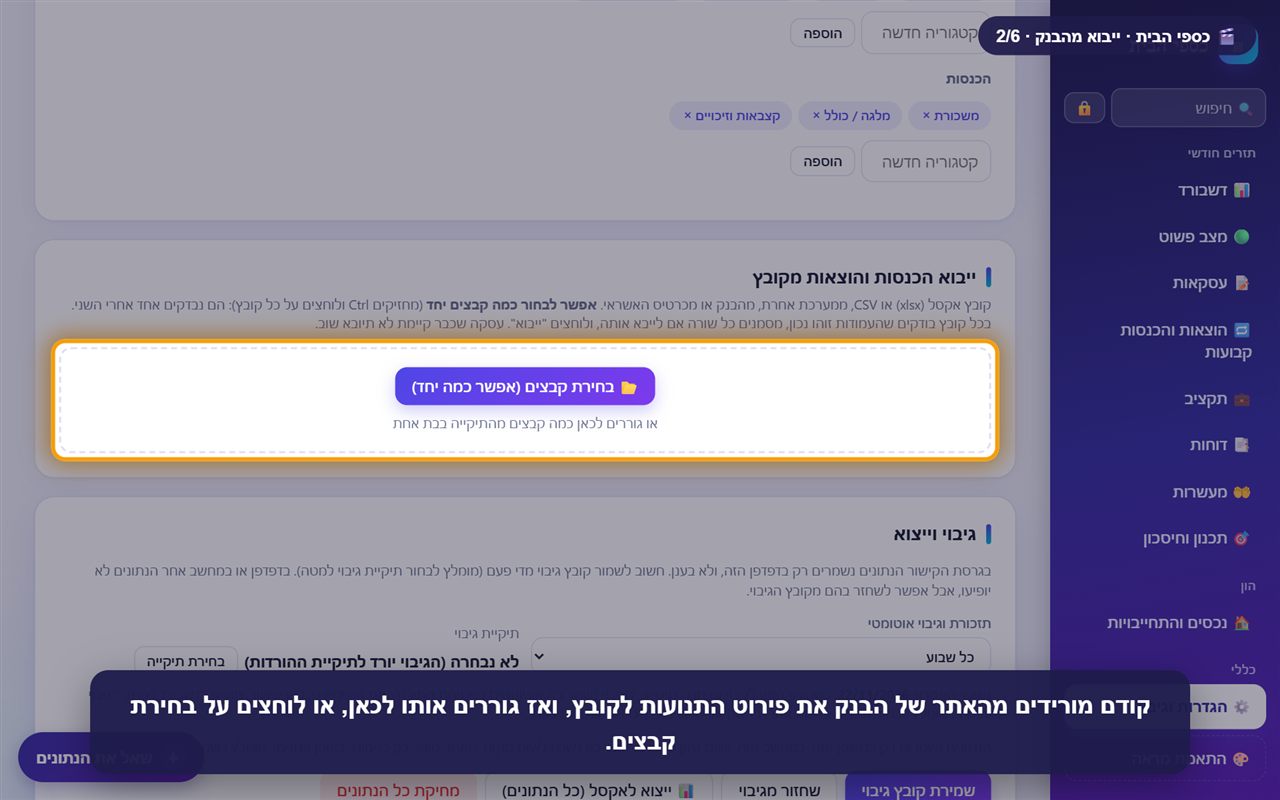 כספי הבית · ייבוא מהבנק · 2/6
חיפוש
תזרים חודשי
דשבורד
מצב פשוט
עסקאות
הוצאות והכנסות
קבועות
תקציב
דוחות
מעשרות
תכנון וחיסכון
הון
נכסים והתחייבויות
כללי
הגדרות
קטגוריה חדשה
הוספה
הכנסות
משכורת ×
מלגה / כולל ×
קצבאות וזיכויים ×
קטגוריה חדשה
הוספה
ייבוא הכנסות והוצאות מקובץ
קובץ אקסל (xlsx) או CSV, ממערכת אחרת, מהבנק או מכרטיס האשראי. אפשר לבחור כמה קבצים יחד (מחזיקים Ctrl ולוחצים על כל קובץ): הם נבדקים אחד אחרי השני.
בכל קובץ בודקים שהעמודות זוהו נכון, מסמנים כל שורה אם לייבא אותה, ולוחצים "ייבוא". עסקה שכבר קיימת לא תיובא שוב.
בחירת קבצים (אפשר כמה יחד)
או גוררים לכאן כמה קבצים מהתיקייה בבת אחת
גיבוי וייצוא
בגרסת הקישור הנתונים נשמרים רק בדפדפן הזה, ולא בענן. חשוב לשמור קובץ גיבוי מדי פעם (מומלץ לבחור תיקיית גיבוי למטה). בדפדפן או במחשב אחר הנתונים לא
יופיעו, אבל אפשר לשחזר בהם מקובץ הגיבוי.
תזכורת וגיבוי אוטומטי
כל שבוע
תיקיית גיבוי
לא נבחרה (הגיבוי יורד לתיקיית ההורדות)
בחירת תיקייה
קודם מורידים מהאתר של הבנק את פירוט התנועות לקובץ, ואז גוררים אותו לכאן, או לוחצים על בחירת
קבצים.
התאמת מראה
שאל את הנתונים
שמירת קובץ גיבוי
שחזור מגיבוי
ייצוא לאקסל (כל הנתונים)
מחיקת כל הנתונים